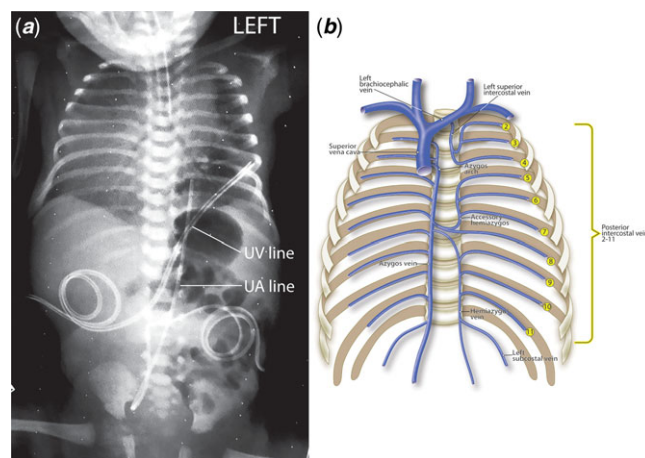 (a)
LEFT
UV line
UA line
(b)
Left
brachiocephalic
vein
Left superior
intercostal vein
Superior
vena cava
Azygos
arch
Accessory
hemiazygos
Azygos vein
Hemiazygos
vein
Left
subcostal vein
Posterior
intercostal vein
2-11
2
3
4
5
6
7
8
9
10
11